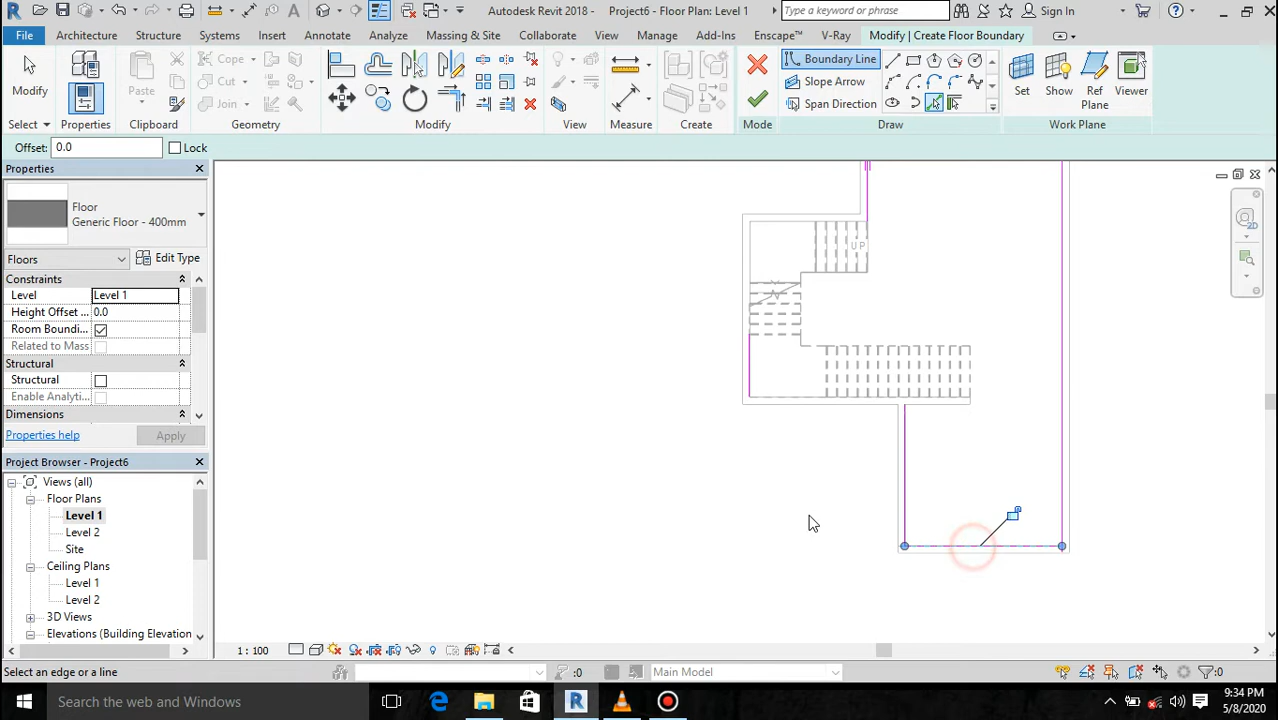 Autodesk Revit 2018 - Project6 - Floor Plan: Level 1
Type a keyword or phrase
Sign In
File
Architecture
Structure
Systems
Insert
Annotate
Analyze
Massing & Site
Collaborate
View
Manage
Add-Ins
Enscape™
V-Ray
Modify | Create Floor Boundary
Modify
Paste
Cope
Cut
Join
Boundary Line
Slope Arrow
Span Direction
Set
Show
Ref
Plane
Viewer
Select
Properties
Clipboard
Geometry
Modify
View
Measure
Create
Mode
Draw
Work Plane
Offset: 0.0
Lock
Properties
Floor
Generic Floor - 400mm
Floors
Edit Type
Constraints
Level
Level 1
Height Offset ...
0.0
Room Bound...
Related to Mass
Structural
Structural
Enable Analyti...
Dimensions
Properties help
Apply
Project Browser - Project6
Views (all)
Floor Plans
Level 1
Level 2
Site
Ceiling Plans
Level 1
Level 2
3D Views
Elevations (Building Elevation
UP
2D
1 : 100
Select an edge or a line
:0
Main Model
:0
Search the web and Windows
9:34 PM
5/8/2020